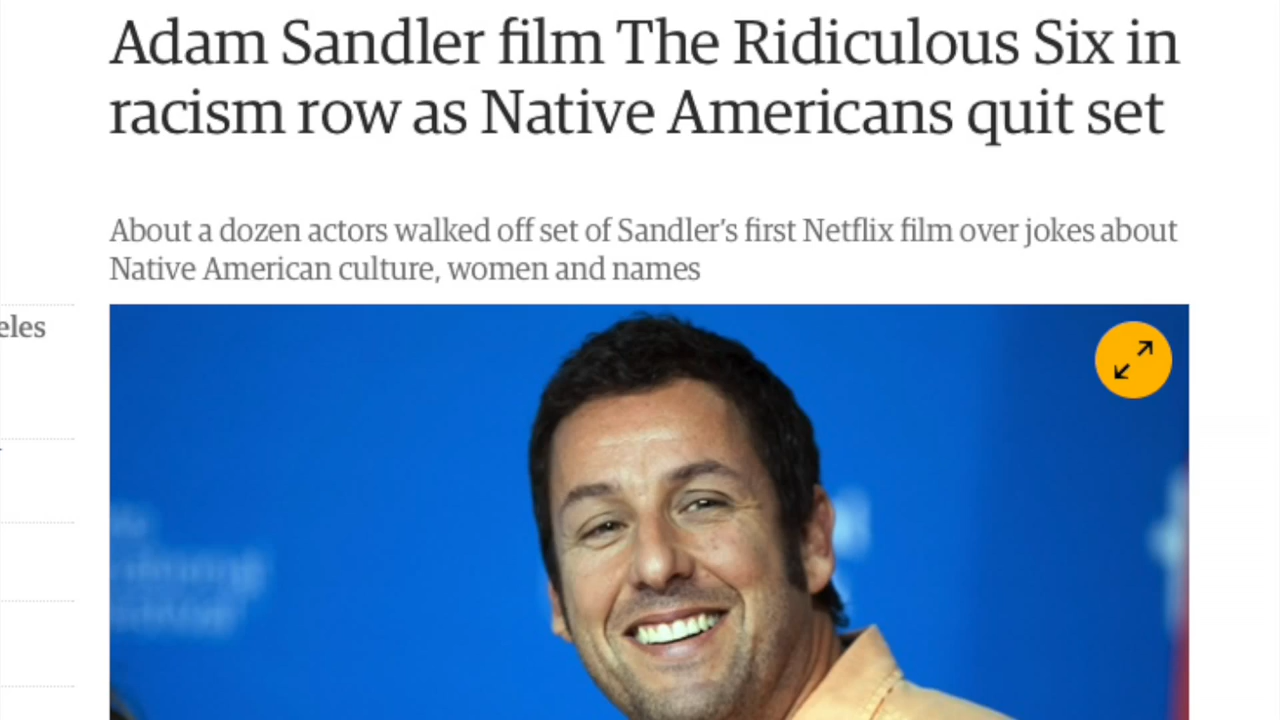 Adam Sandler film The Ridiculous Six in
racism row as Native Americans quit set
About a dozen actors walked off set of Sandler's first Netflix film over jokes about
Native American culture, women and names
eles